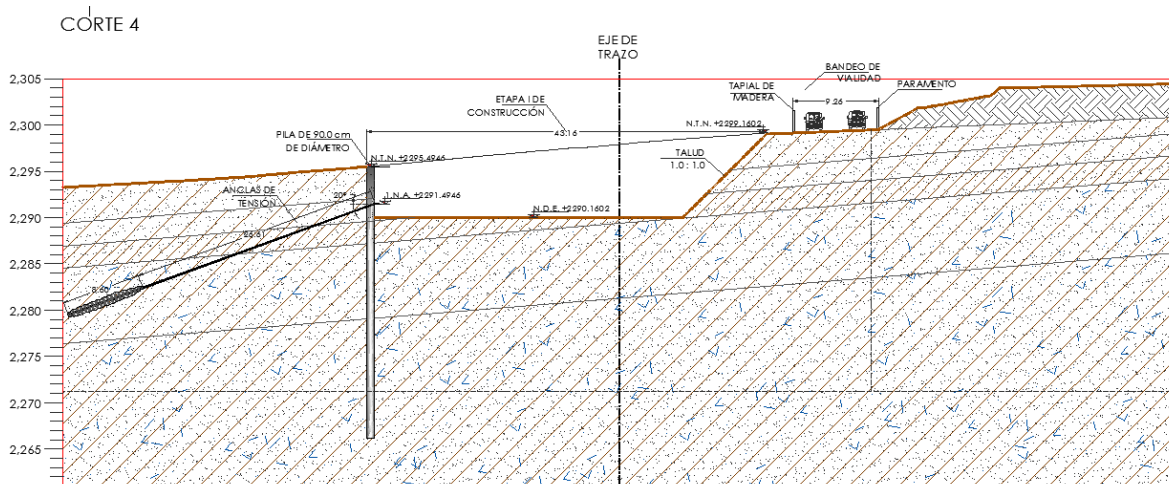 CORTE 4
EJE DE
TRAZO
2,305
2,300
2,295
2,290
2,285
2,280
2,275
2,270
2,265
BANDEO DE
VIALIDAD
TAPIAL DE
MADERA
PARAMENTO
9.26
ETAPA I DE
CONSTRUCCIÓN
43.16
N.T.N. +2299.1602
PILA DE 90.0 cm
DE DIÁMETRO
N.T.N. +2295.4946
TALUD
1.0 : 1.0
ANCLAS DE
TENSIÓN
20°
N.A. +2291.4946
N.D.E. +2290.1602
26.61
8.60